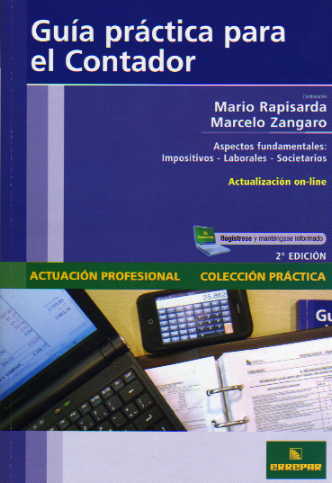 Guía práctica para
el Contador
Mario Rapisarda
Marcelo Zangaro
Aspectos fundamentales:
Impositivos - Laborales - Societarios
Actualización on-line
Regístrese y manténgase informado
2ª EDICIÓN
ACTUACIÓN PROFESIONAL COLECCIÓN PRÁCTICA
Gu
ERREPAR